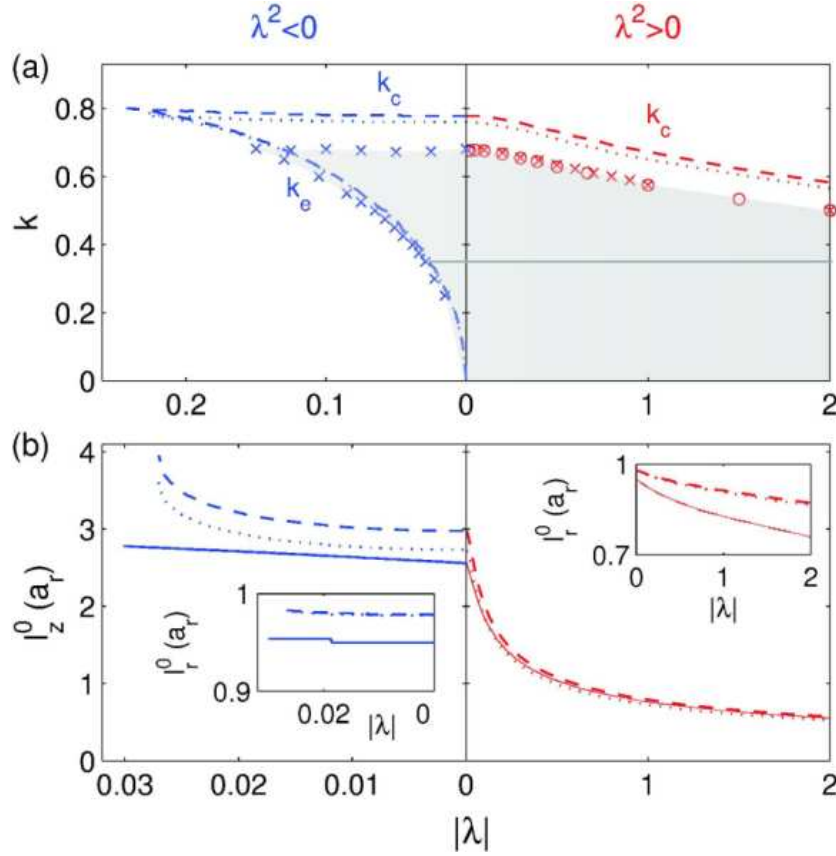 λ²<0
λ²>0
(a)
k
0.8
0.6
0.4
0.2
0
k_c
k_e
k_c
0.2
0.1
0
1
2
(b)
l_z^0 (a_r)
4
3
2
1
0
l_r^0 (a_r)
1
0.9
0.02
0
|λ|
l_r^0 (a_r)
1
0.7
0
1
2
|λ|
0.03
0.02
0.01
0
1
2
|λ|